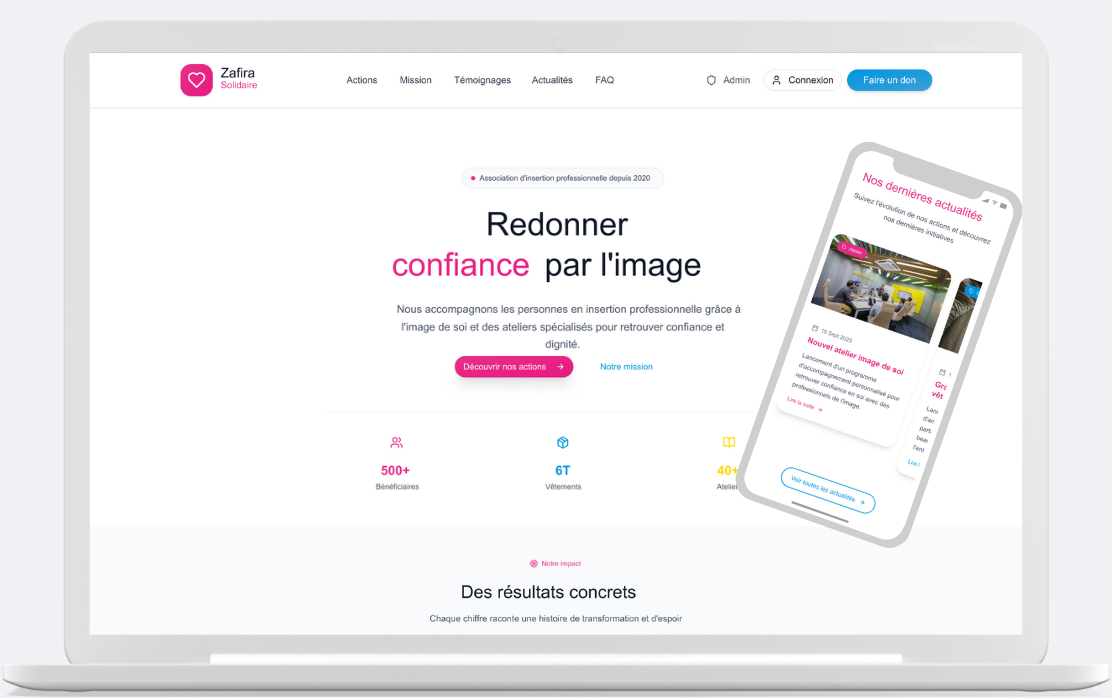 Zafira
Solidaire
Actions
Mission
Témoignages
Actualités
FAQ
Admin
Connexion
Faire un don
Association d'insertion professionnelle depuis 2020
Redonner
confiance par l'image
Nous accompagnons les personnes en insertion professionnelle grâce à
l'image de soi et des ateliers spécialisés pour retrouver confiance et
dignité.
Découvrir nos actions
Notre mission
500+
Bénéficiaires
6T
Vêtements
40+
Atelier
Notre impact
Des résultats concrets
Chaque chiffre raconte une histoire de transformation et d'espoir
Nos dernières actualités
Suivez l'évolution de nos actions et découvrez
nos dernières initiatives
15 Sept 2025
Nouvel atelier image de soi
Lancement d'un programme
d'accompagnement personnalisé pour
retrouver confiance en soi avec des
professionnels de l'image.
Lire la suite
1
Gra
vêt
Lan
d'ac
part
bea
l'ent
Lire l
Voir toutes les actualités